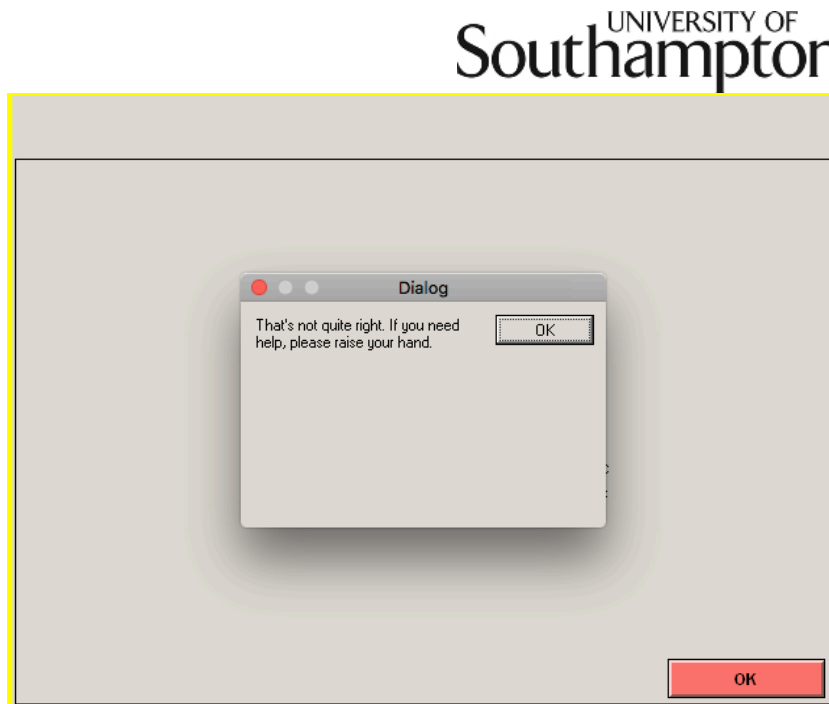 UNIVERSITY OF
Southampton
Dialog
That's not quite right. If you need
help, please raise your hand.
OK
OK